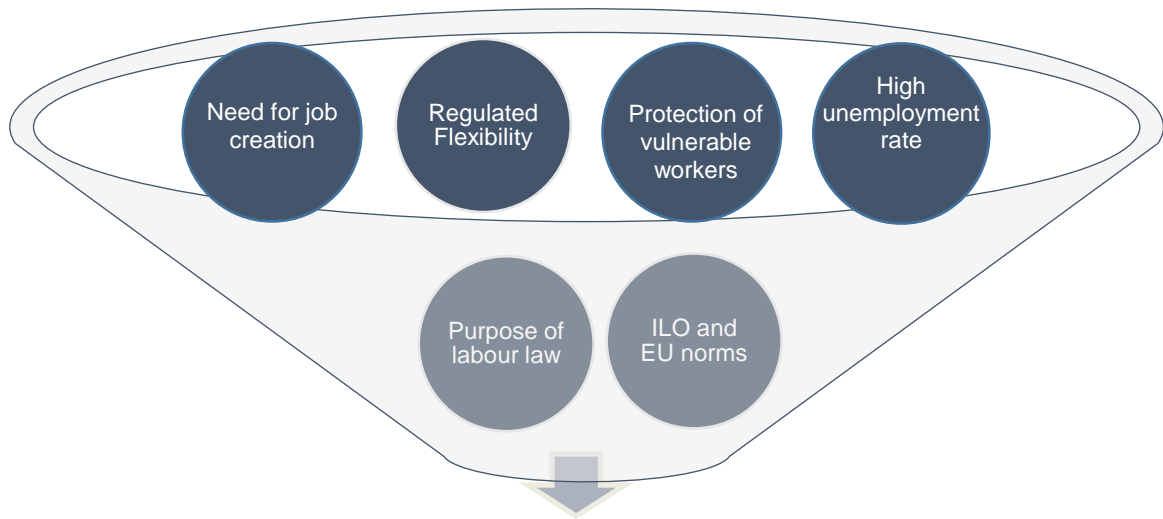 Need for job
creation
Regulated
Flexibility
Protection of
vulnerable
workers
High
unemployment
rate
Purpose of
labour law
ILO and
EU norms